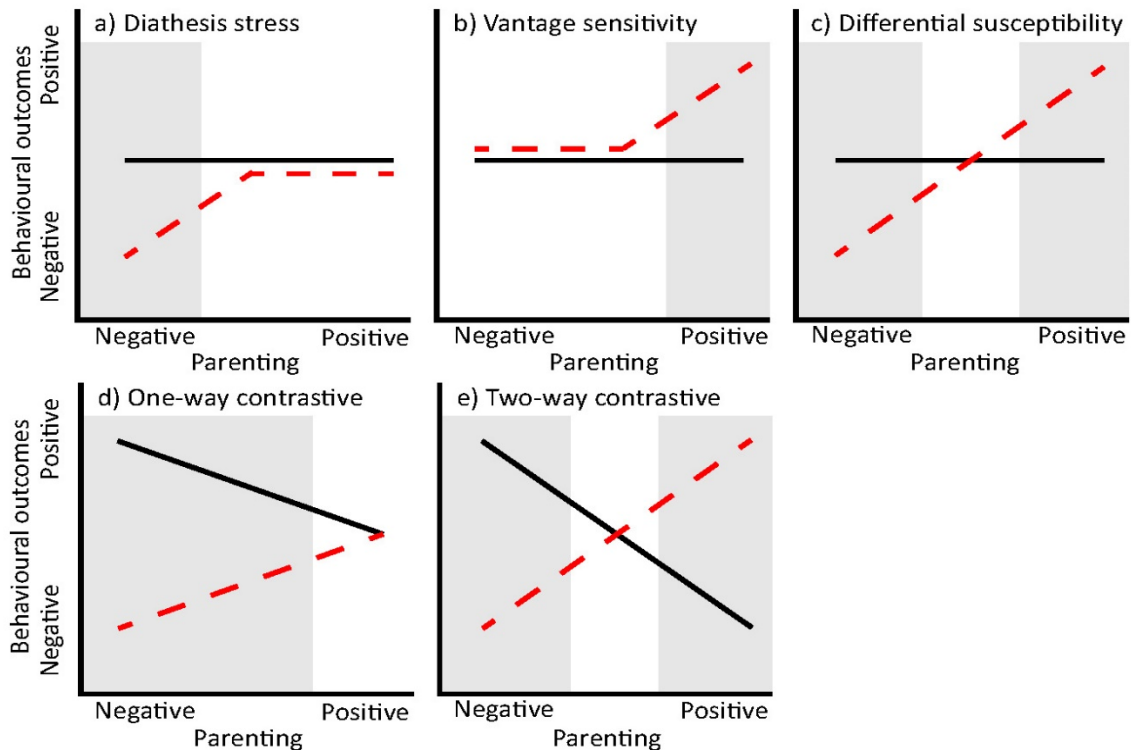 a) Diathesis stress
b) Vantage sensitivity
c) Differential susceptibility
Behavioural outcomes
Negative
Positive
Negative
Positive
Parenting
Negative
Positive
Parenting
Negative
Positive
Parenting
d) One-way contrastive
e) Two-way contrastive
Behavioural outcomes
Negative
Positive
Negative
Positive
Parenting
Negative
Positive
Parenting